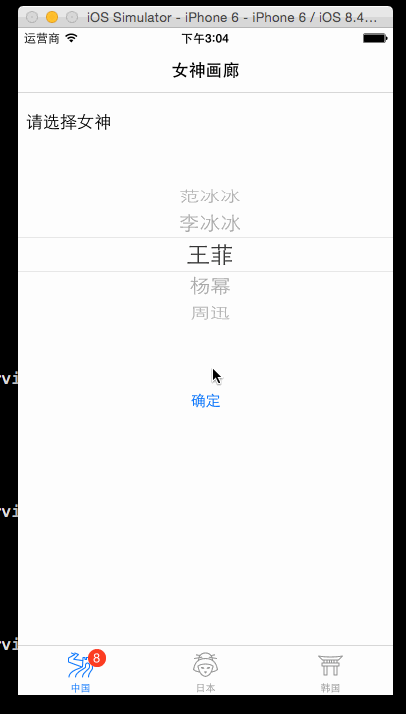 iOS Simulator - iPhone 6 - iPhone 6 / iOS 8.4...
运营商 下午3:04
女神画廊
请选择女神
范冰冰
李冰冰
王菲
杨幂
周迅
rvi
确定
rvi
rvi
8
中国 日本 韩国